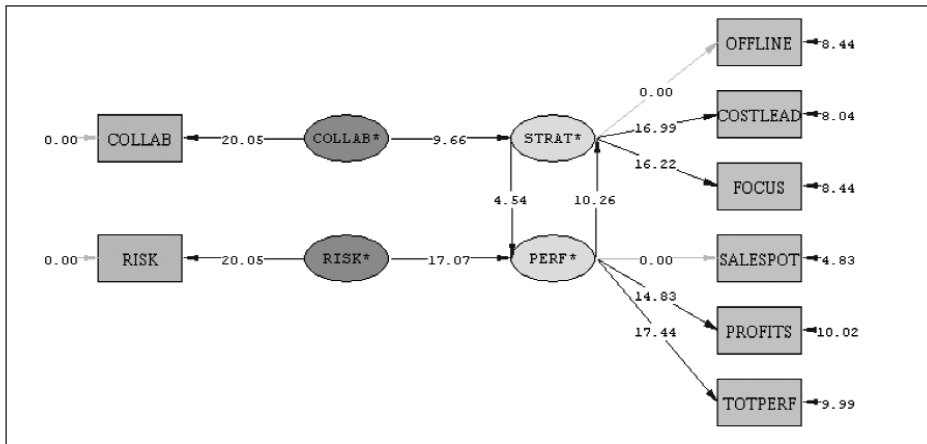 OFFLINE
8.44
0.00
0.00
COLLAB
20.05
COLLAB*
9.66
STRAT*
16.99
COSTLEAD
8.04
16.22
FOCUS
8.44
4.54
10.26
0.00
RISK
20.05
RISK*
17.07
PERF*
0.00
SALESPOT
4.83
14.83
PROFITS
10.02
17.44
TOTPERF
9.99